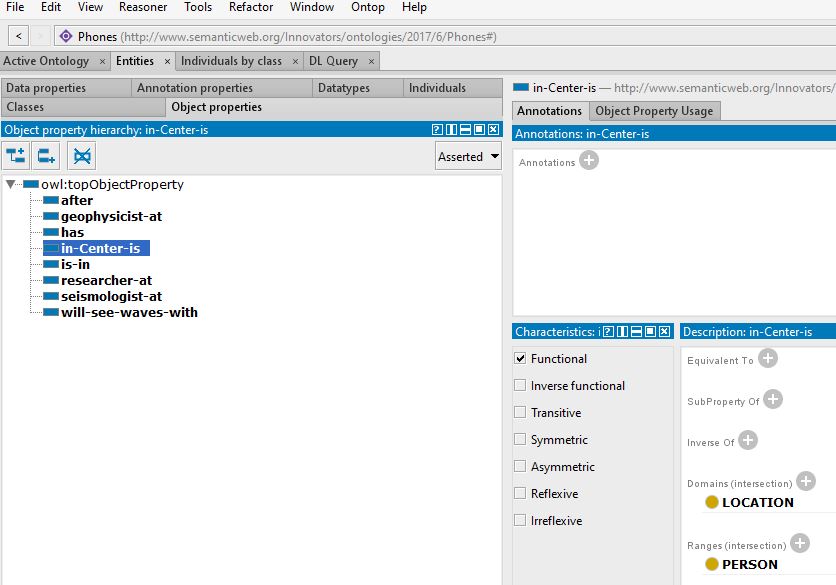 File Edit View Reasoner Tools Refactor Window Ontop Help
< > Phones (http://www.semanticweb.org/Innovators/ontologies/2017/6/Phones#)
Active Ontology × Entities × Individuals by class × DL Query ×
Data properties Annotation properties Datatypes Individuals
Classes Object properties
Object property hierarchy: in-Center-is
Asserted
owl:topObjectProperty
after
geophysicist-at
has
in-Center-is
is-in
researcher-at
seismologist-at
will-see-waves-with
in-Center-is — http://www.semanticweb.org/Innovators/
Annotations Object Property Usage
Annotations: in-Center-is
Annotations
Characteristics: i
Functional
Inverse functional
Transitive
Symmetric
Asymmetric
Reflexive
Irreflexive
Description: in-Center-is
Equivalent To
SubProperty Of
Inverse Of
Domains (intersection)
LOCATION
Ranges (intersection)
PERSON